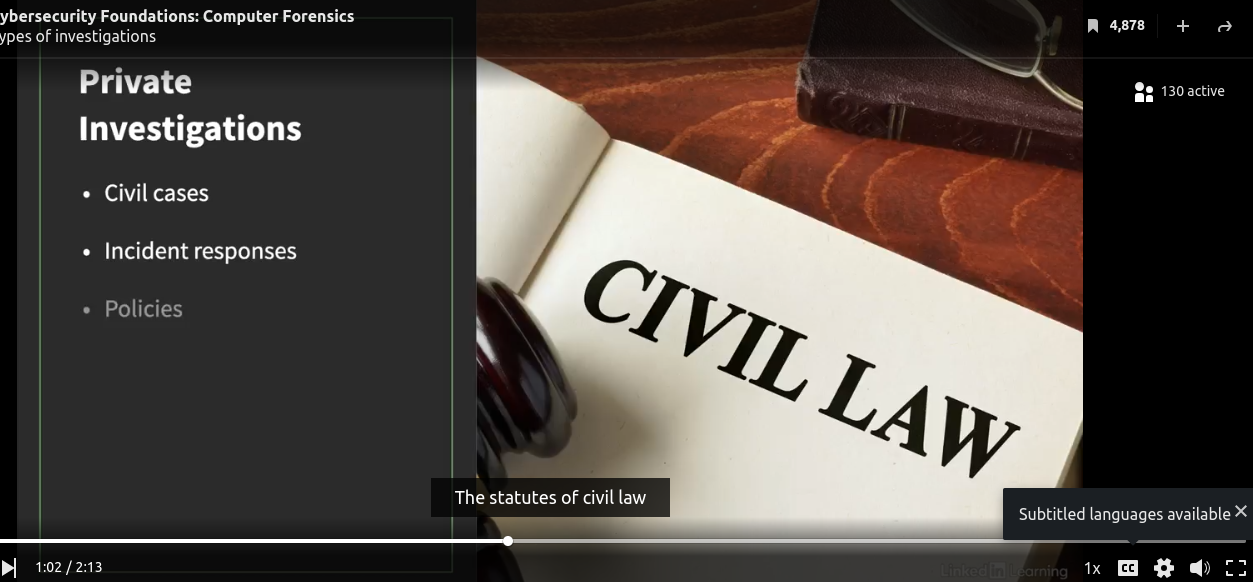 ybersecurity Foundations: Computer Forensics
ypes of investigations
4,878
130 active
Private
Investigations
• Civil cases
• Incident responses
• Policies
CIVIL LAW
The statutes of civil law
Subtitled languages available
1:02 / 2:13
1x
CC
Linked in Learning